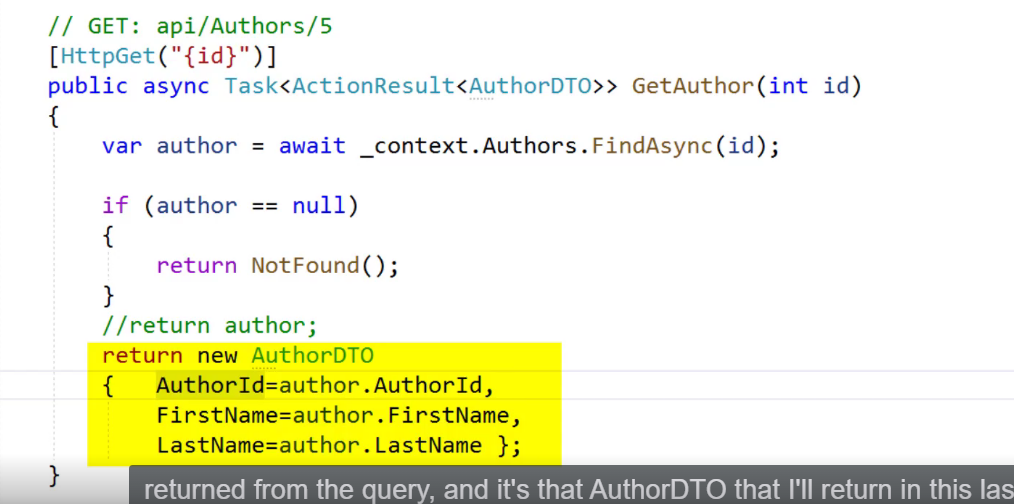 // GET: api/Authors/5
[HttpGet("{id}")]
public async Task<ActionResult<AuthorDTO>> GetAuthor(int id)
{
var author = await _context.Authors.FindAsync(id);
if (author == null)
{
return NotFound();
}
//return author;
return new AuthorDTO
{ AuthorId=author.AuthorId,
FirstName=author.FirstName,
LastName=author.LastName };
}
returned from the query, and it's that AuthorDTO that I'll return in this las